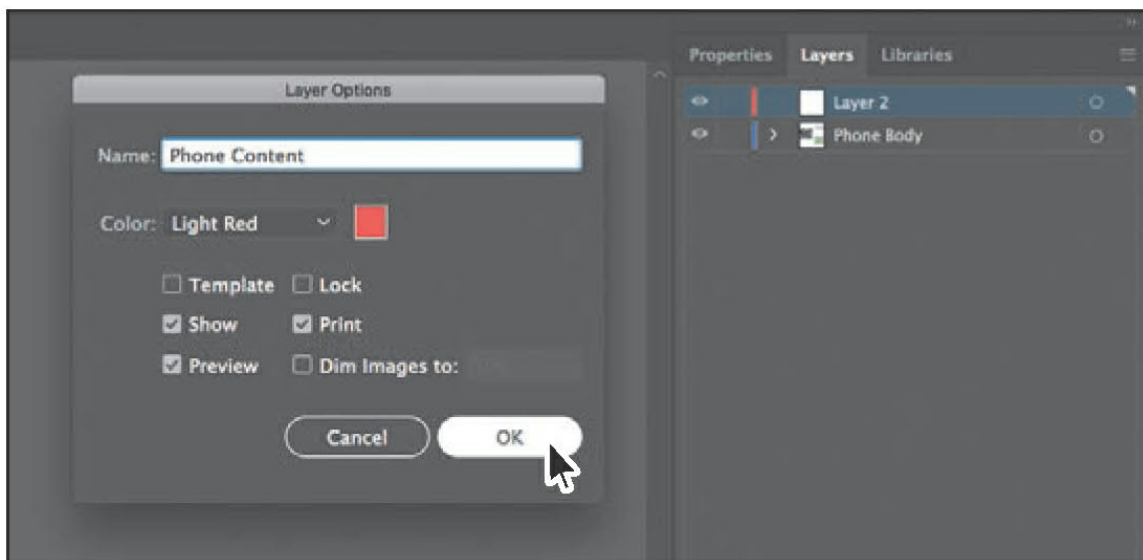 Layer Options
Name: Phone Content
Color: Light Red
Template Lock
Show Print
Preview Dim Images to:
Cancel OK
Properties Layers Libraries
Layer 2
Phone Body